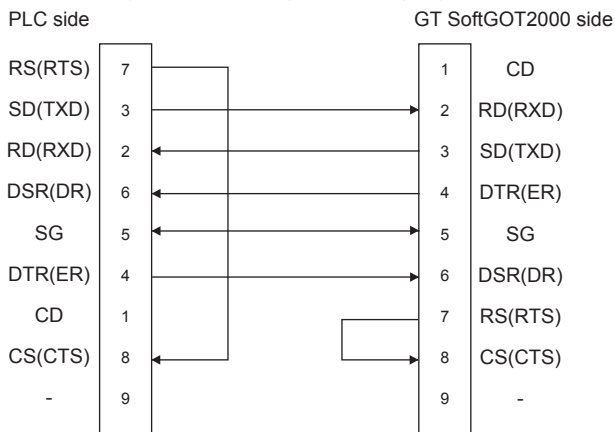 PLC side GT SoftGOT2000 side
RS(RTS) 7 1 CD
SD(TXD) 3 2 RD(RXD)
RD(RXD) 2 3 SD(TXD)
DSR(DR) 6 4 DTR(ER)
SG 5 5 SG
DTR(ER) 4 6 DSR(DR)
CD 1 7 RS(RTS)
CS(CTS) 8 8 CS(CTS)
- 9 9 -